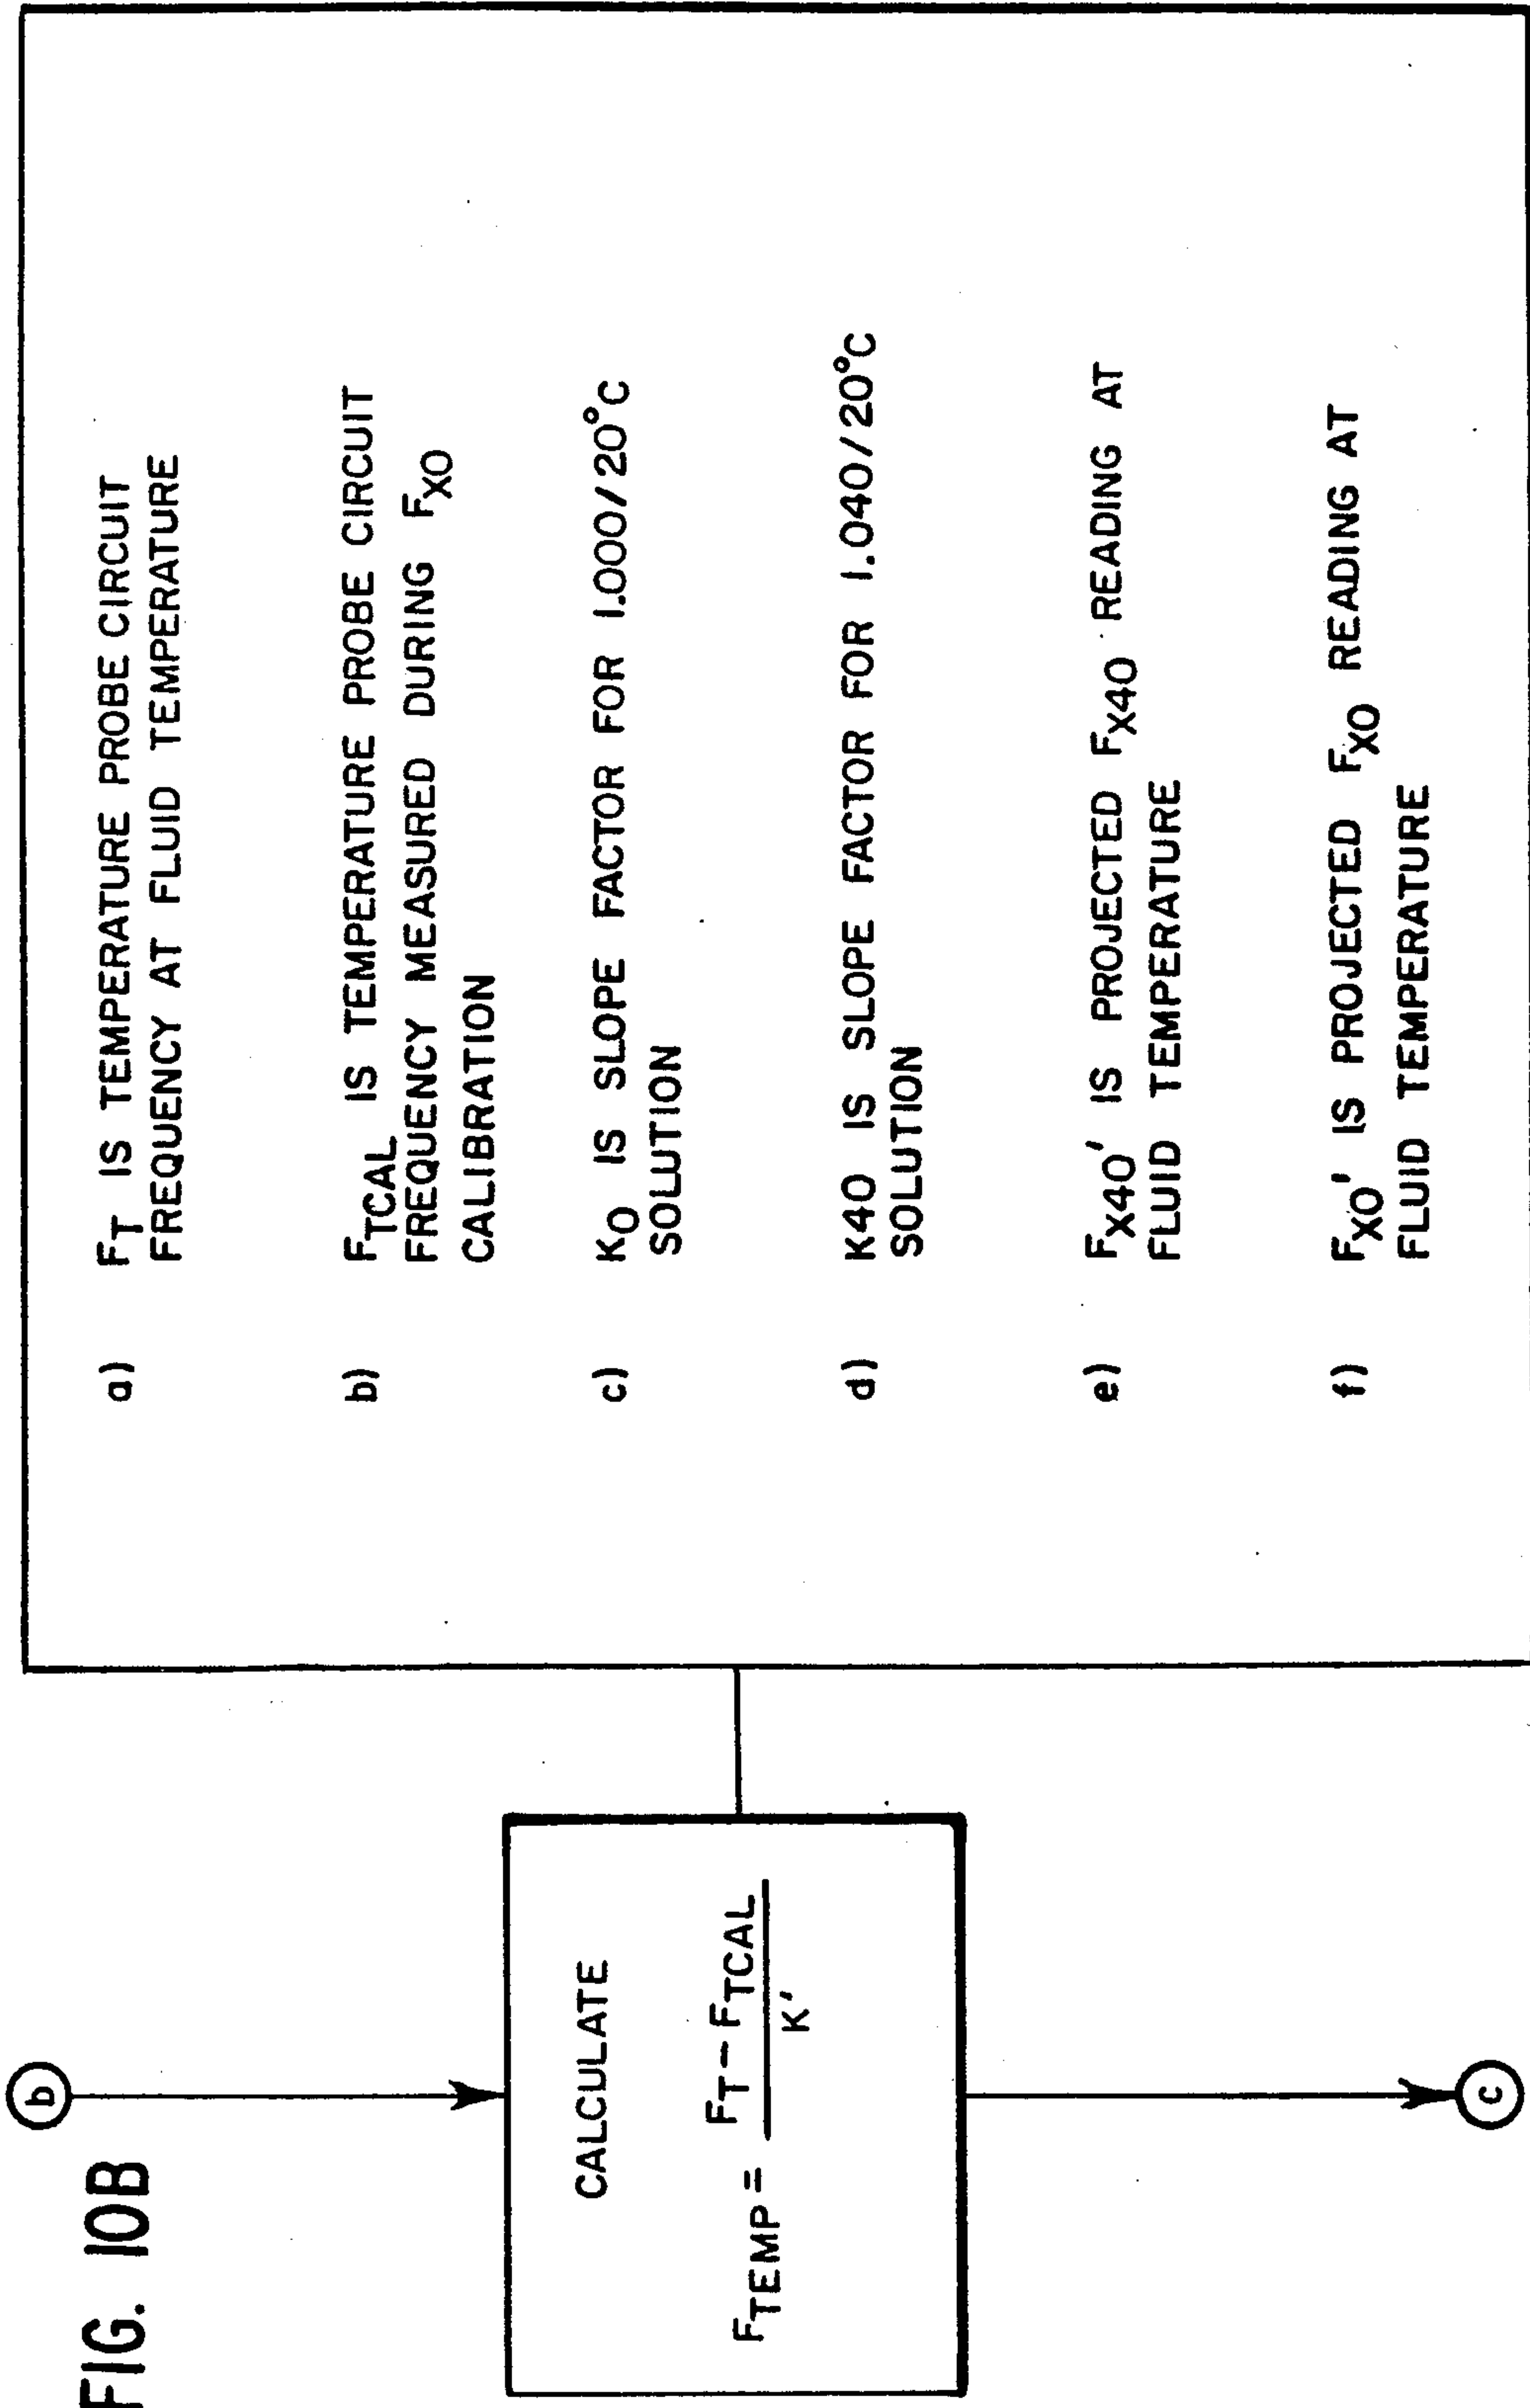 FIG. 10B
b
CALCULATE
F_TEMP = (F_T − F_TCAL) / K'
c
a) F_T IS TEMPERATURE PROBE CIRCUIT
FREQUENCY AT FLUID TEMPERATURE
b) F_TCAL IS TEMPERATURE PROBE CIRCUIT
FREQUENCY MEASURED DURING F_XO
CALIBRATION
c) K_O IS SLOPE FACTOR FOR 1.000/20°C
SOLUTION
d) K40 IS SLOPE FACTOR FOR 1.040/20°C
SOLUTION
e) F_X40' IS PROJECTED F_X40 READING AT
FLUID TEMPERATURE
f) F_XO' IS PROJECTED F_XO READING AT
FLUID TEMPERATURE